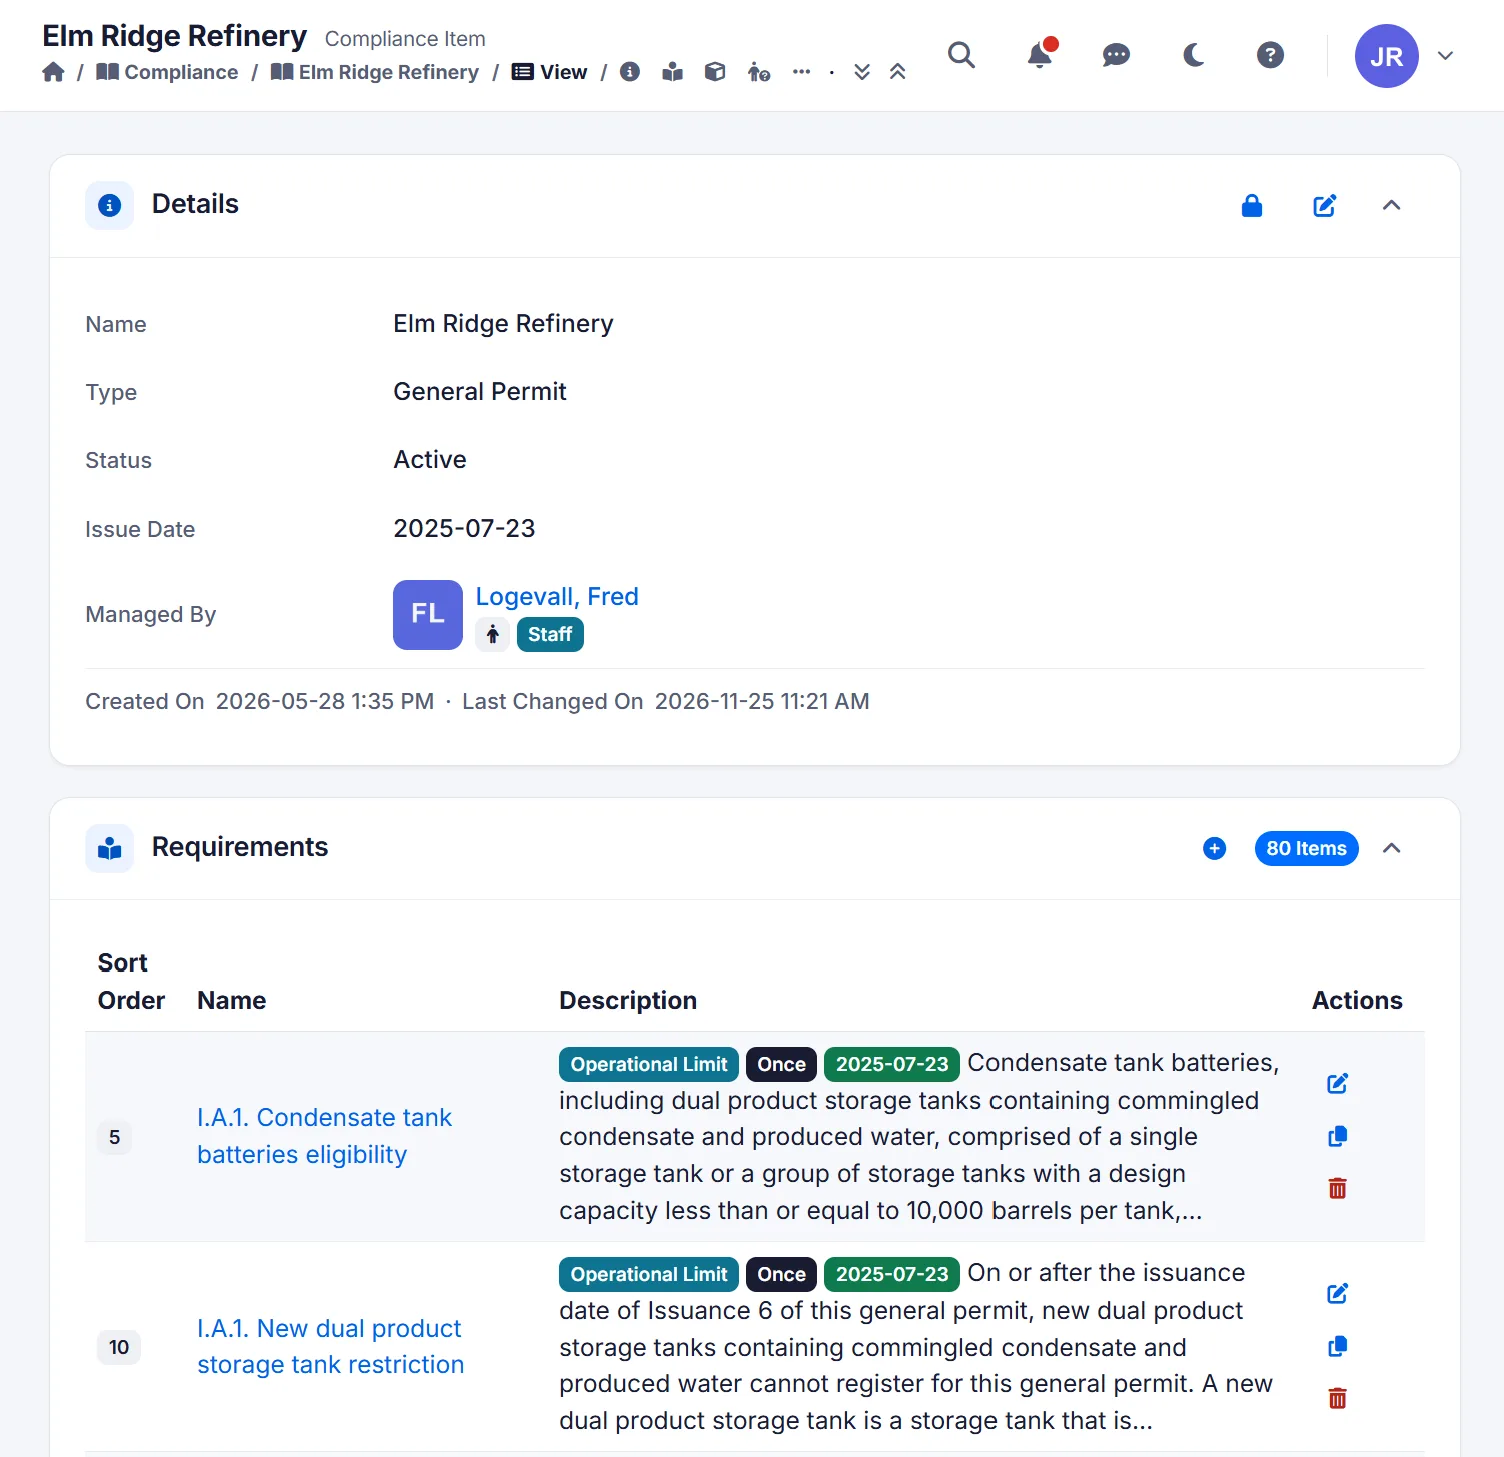 Elm Ridge Refinery Compliance Item
/ Compliance / Elm Ridge Refinery / View /
JR
Details
Name Elm Ridge Refinery
Type General Permit
Status Active
Issue Date 2025-07-23
Managed By FL Logevall, Fred
Staff
Created On 2026-05-28 1:35 PM · Last Changed On 2026-11-25 11:21 AM
Requirements 80 Items
Sort
Order Name Description Actions
5
I.A.1. Condensate tank
batteries eligibility
Operational Limit Once 2025-07-23 Condensate tank batteries,
including dual product storage tanks containing commingled
condensate and produced water, comprised of a single
storage tank or a group of storage tanks with a design
capacity less than or equal to 10,000 barrels per tank,...
10
I.A.1. New dual product
storage tank restriction
Operational Limit Once 2025-07-23 On or after the issuance
date of Issuance 6 of this general permit, new dual product
storage tanks containing commingled condensate and
produced water cannot register for this general permit. A new
dual product storage tank is a storage tank that is...